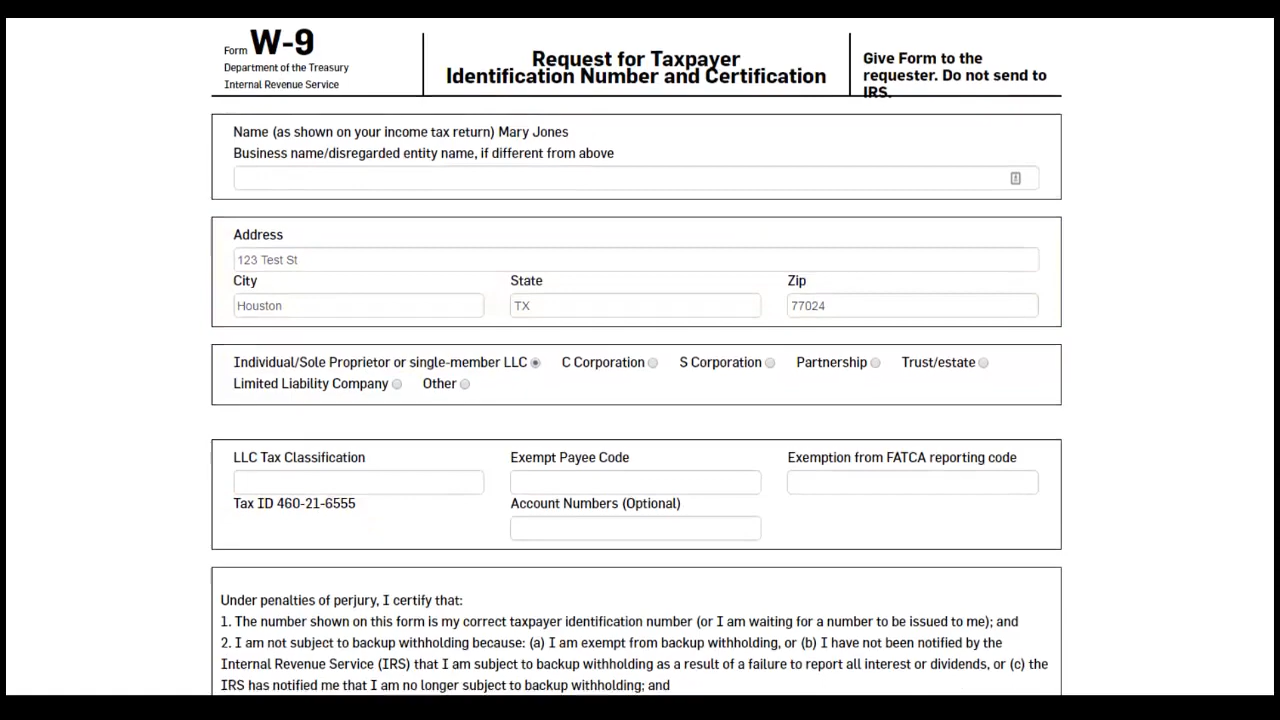 Form W-9
Department of the Treasury
Internal Revenue Service
Request for Taxpayer
Identification Number and Certification
Give Form to the
requester. Do not send to
IRS.
Name (as shown on your income tax return) Mary Jones
Business name/disregarded entity name, if different from above
Address
123 Test St
City State Zip
Houston TX 77024
Individual/Sole Proprietor or single-member LLC C Corporation S Corporation Partnership Trust/estate
Limited Liability Company Other
LLC Tax Classification Exempt Payee Code Exemption from FATCA reporting code
Tax ID 460-21-6555 Account Numbers (Optional)
Under penalties of perjury, I certify that:
1. The number shown on this form is my correct taxpayer identification number (or I am waiting for a number to be issued to me); and
2. I am not subject to backup withholding because: (a) I am exempt from backup withholding, or (b) I have not been notified by the
Internal Revenue Service (IRS) that I am subject to backup withholding as a result of a failure to report all interest or dividends, or (c) the
IRS has notified me that I am no longer subject to backup withholding; and